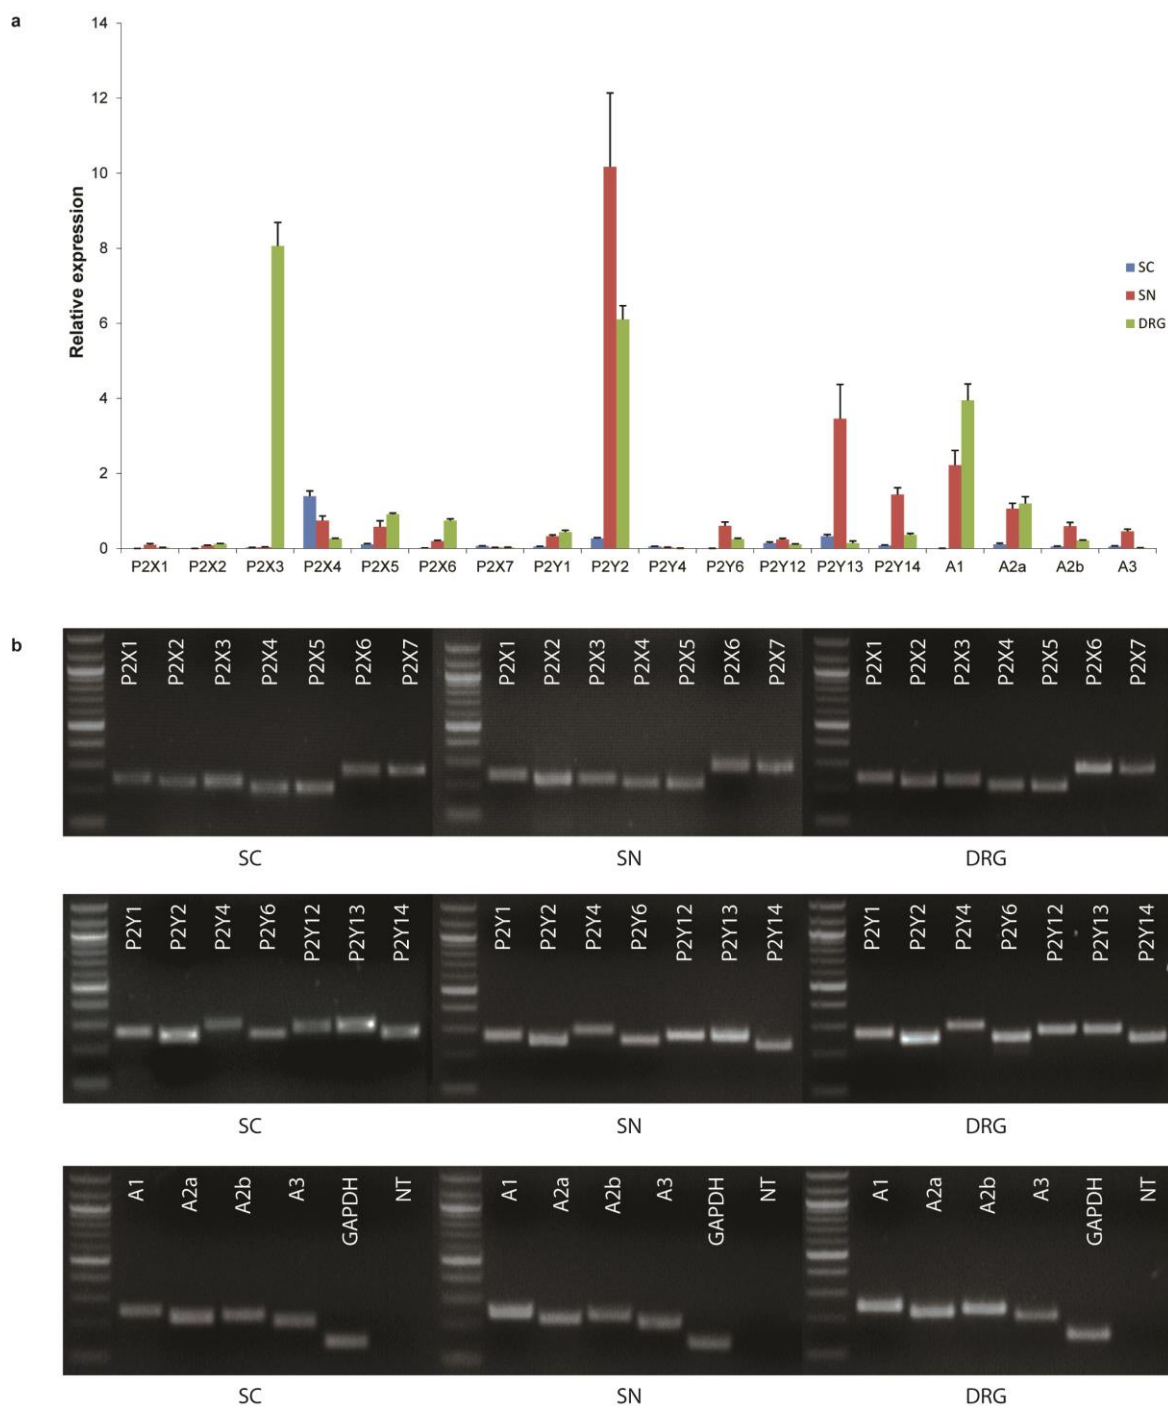 a
14
12
10
8
6
4
2
0
Relative expression
SC
SN
DRG
P2X1 P2X2 P2X3 P2X4 P2X5 P2X6 P2X7 P2Y1 P2Y2 P2Y4 P2Y6 P2Y12 P2Y13 P2Y14 A1 A2a A2b A3
b
P2X1 P2X2 P2X3 P2X4 P2X5 P2X6 P2X7 P2X1 P2X2 P2X3 P2X4 P2X5 P2X6 P2X7 P2X1 P2X2 P2X3 P2X4 P2X5 P2X6 P2X7
SC SN DRG
P2Y1 P2Y2 P2Y4 P2Y6 P2Y12 P2Y13 P2Y14 P2Y1 P2Y2 P2Y4 P2Y6 P2Y12 P2Y13 P2Y14 P2Y1 P2Y2 P2Y4 P2Y6 P2Y12 P2Y13 P2Y14
SC SN DRG
A1 A2a A2b A3 GAPDH NT A1 A2a A2b A3 GAPDH NT A1 A2a A2b A3 GAPDH NT
SC SN DRG